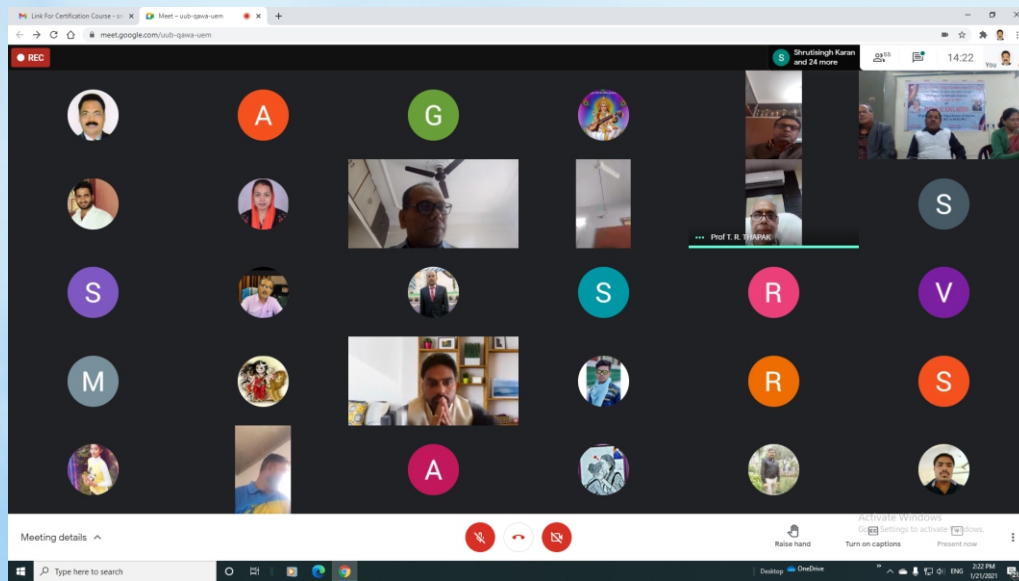 Link For Certification Course - sn
Meet – uub-qawa-uem
meet.google.com/uub-qawa-uem
REC
S
Shrutisingh Karan
and 24 more
55
14:22
You
A
G
Prof T. R. THAPAK
S
S
S
R
V
M
R
S
A
Activate Windows
Go to Settings to activate Windows.
Meeting details
Raise hand
Turn on captions
Present now
Type here to search
Desktop
OneDrive
ENG
2:22 PM
1/21/2021